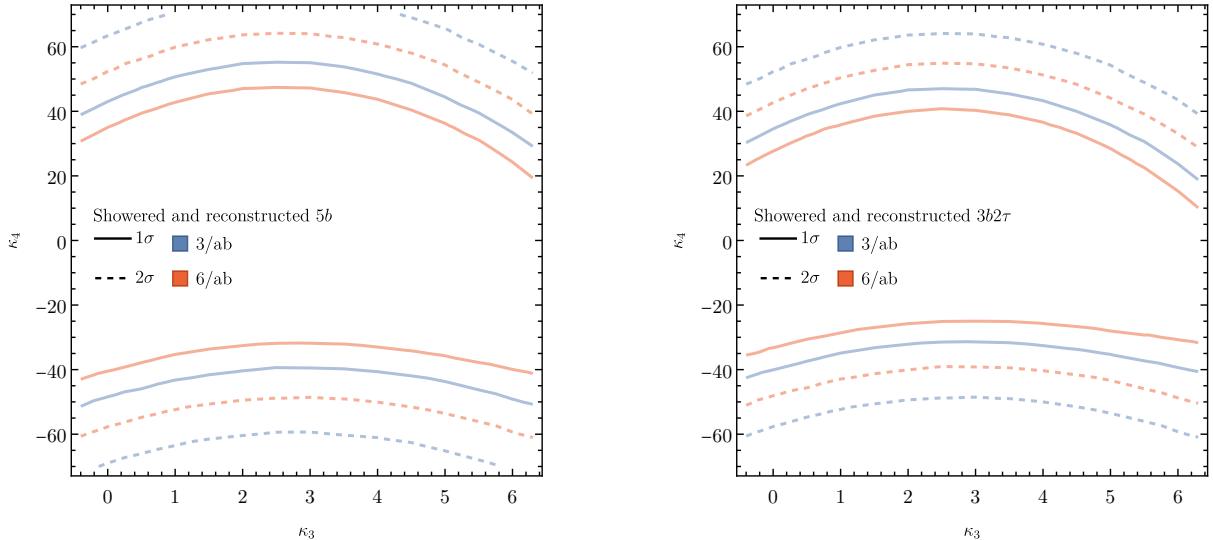 60
40
20
0
−20
−40
−60
κ4
Showered and reconstructed 5b
1σ 3/ab
2σ 6/ab
0 1 2 3 4 5 6
κ3
60
40
20
0
−20
−40
−60
κ4
Showered and reconstructed 3b2τ
1σ 3/ab
2σ 6/ab
0 1 2 3 4 5 6
κ3